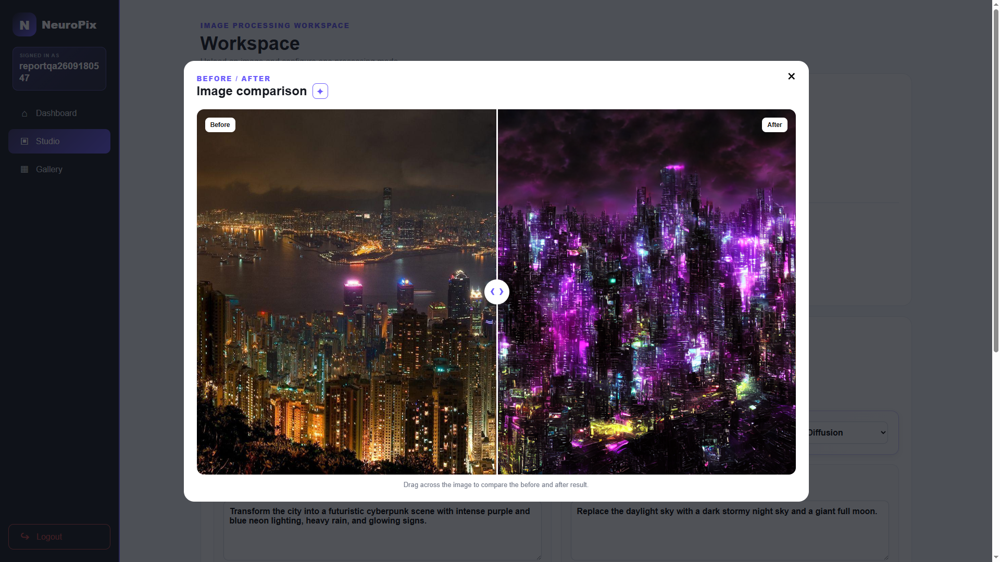 N NeuroPix
SIGNED IN AS
reportqa26091805
47
Dashboard
Studio
Gallery
Logout
IMAGE PROCESSING WORKSPACE
Workspace
Upload an image and configure one processing mode.
BEFORE / AFTER
Image comparison
Before
After
Drag across the image to compare the before and after result.
Diffusion
Transform the city into a futuristic cyberpunk scene with intense purple and
blue neon lighting, heavy rain, and glowing signs.
Replace the daylight sky with a dark stormy night sky and a giant full moon.